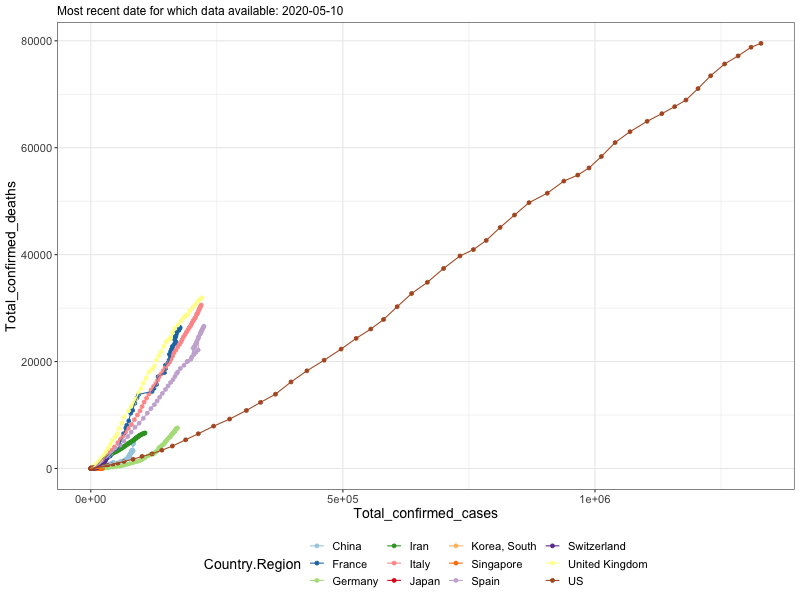 Most recent date for which data available: 2020-05-10
Total_confirmed_deaths
80000
60000
40000
20000
0
0e+00 5e+05 1e+06
Total_confirmed_cases
Country.Region
China Iran Korea, South Switzerland
France Italy Singapore United Kingdom
Germany Japan Spain US